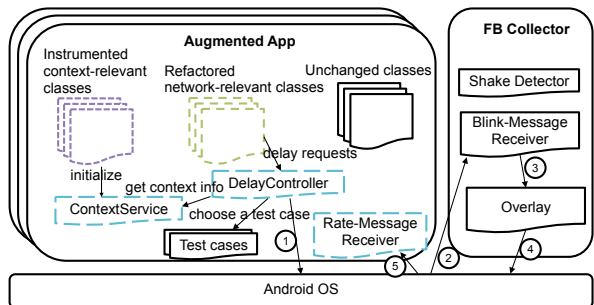 Augmented App
FB Collector
Instrumented
context-relevant
classes
Refactored
network-relevant classes
Unchanged classes
Shake Detector
Blink-Message
Receiver
delay requests
initialize
get context info
DelayController
ContextService
choose a test case
Test cases
Rate-Message
Receiver
Overlay
1
2
3
4
5
Android OS